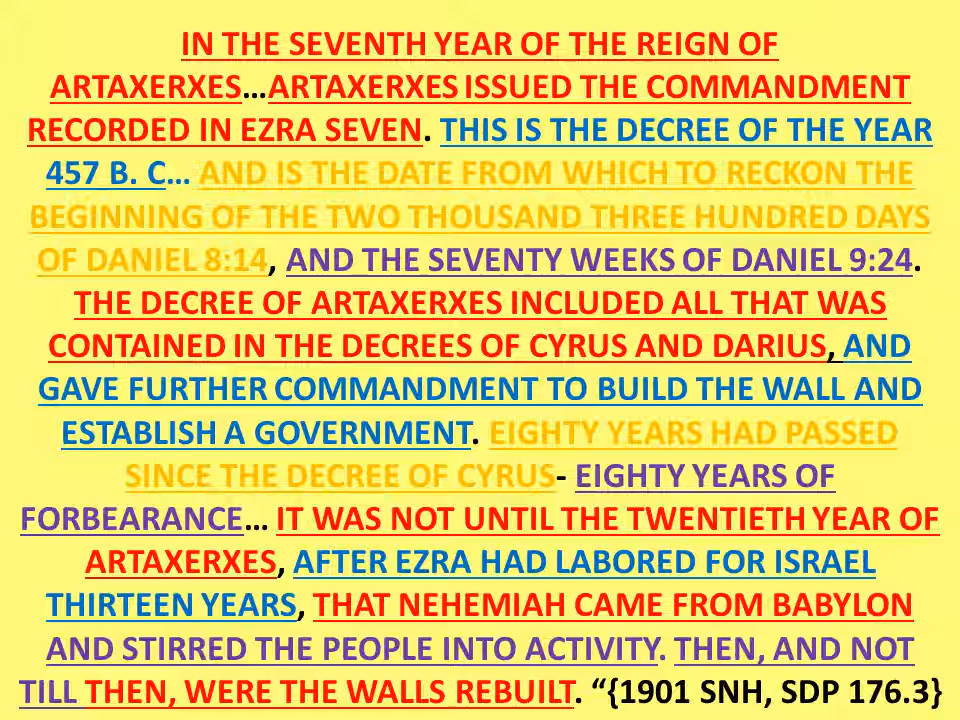 IN THE SEVENTH YEAR OF THE REIGN OF
ARTAXERXES…ARTAXERXES ISSUED THE COMMANDMENT
RECORDED IN EZRA SEVEN. THIS IS THE DECREE OF THE YEAR
457 B. C… AND IS THE DATE FROM WHICH TO RECKON THE
BEGINNING OF THE TWO THOUSAND THREE HUNDRED DAYS
OF DANIEL 8:14, AND THE SEVENTY WEEKS OF DANIEL 9:24.
THE DECREE OF ARTAXERXES INCLUDED ALL THAT WAS
CONTAINED IN THE DECREES OF CYRUS AND DARIUS, AND
GAVE FURTHER COMMANDMENT TO BUILD THE WALL AND
ESTABLISH A GOVERNMENT. EIGHTY YEARS HAD PASSED
SINCE THE DECREE OF CYRUS- EIGHTY YEARS OF
FORBEARANCE… IT WAS NOT UNTIL THE TWENTIETH YEAR OF
ARTAXERXES, AFTER EZRA HAD LABORED FOR ISRAEL
THIRTEEN YEARS, THAT NEHEMIAH CAME FROM BABYLON
AND STIRRED THE PEOPLE INTO ACTIVITY. THEN, AND NOT
TILL THEN, WERE THE WALLS REBUILT. “{1901 SNH, SDP 176.3}